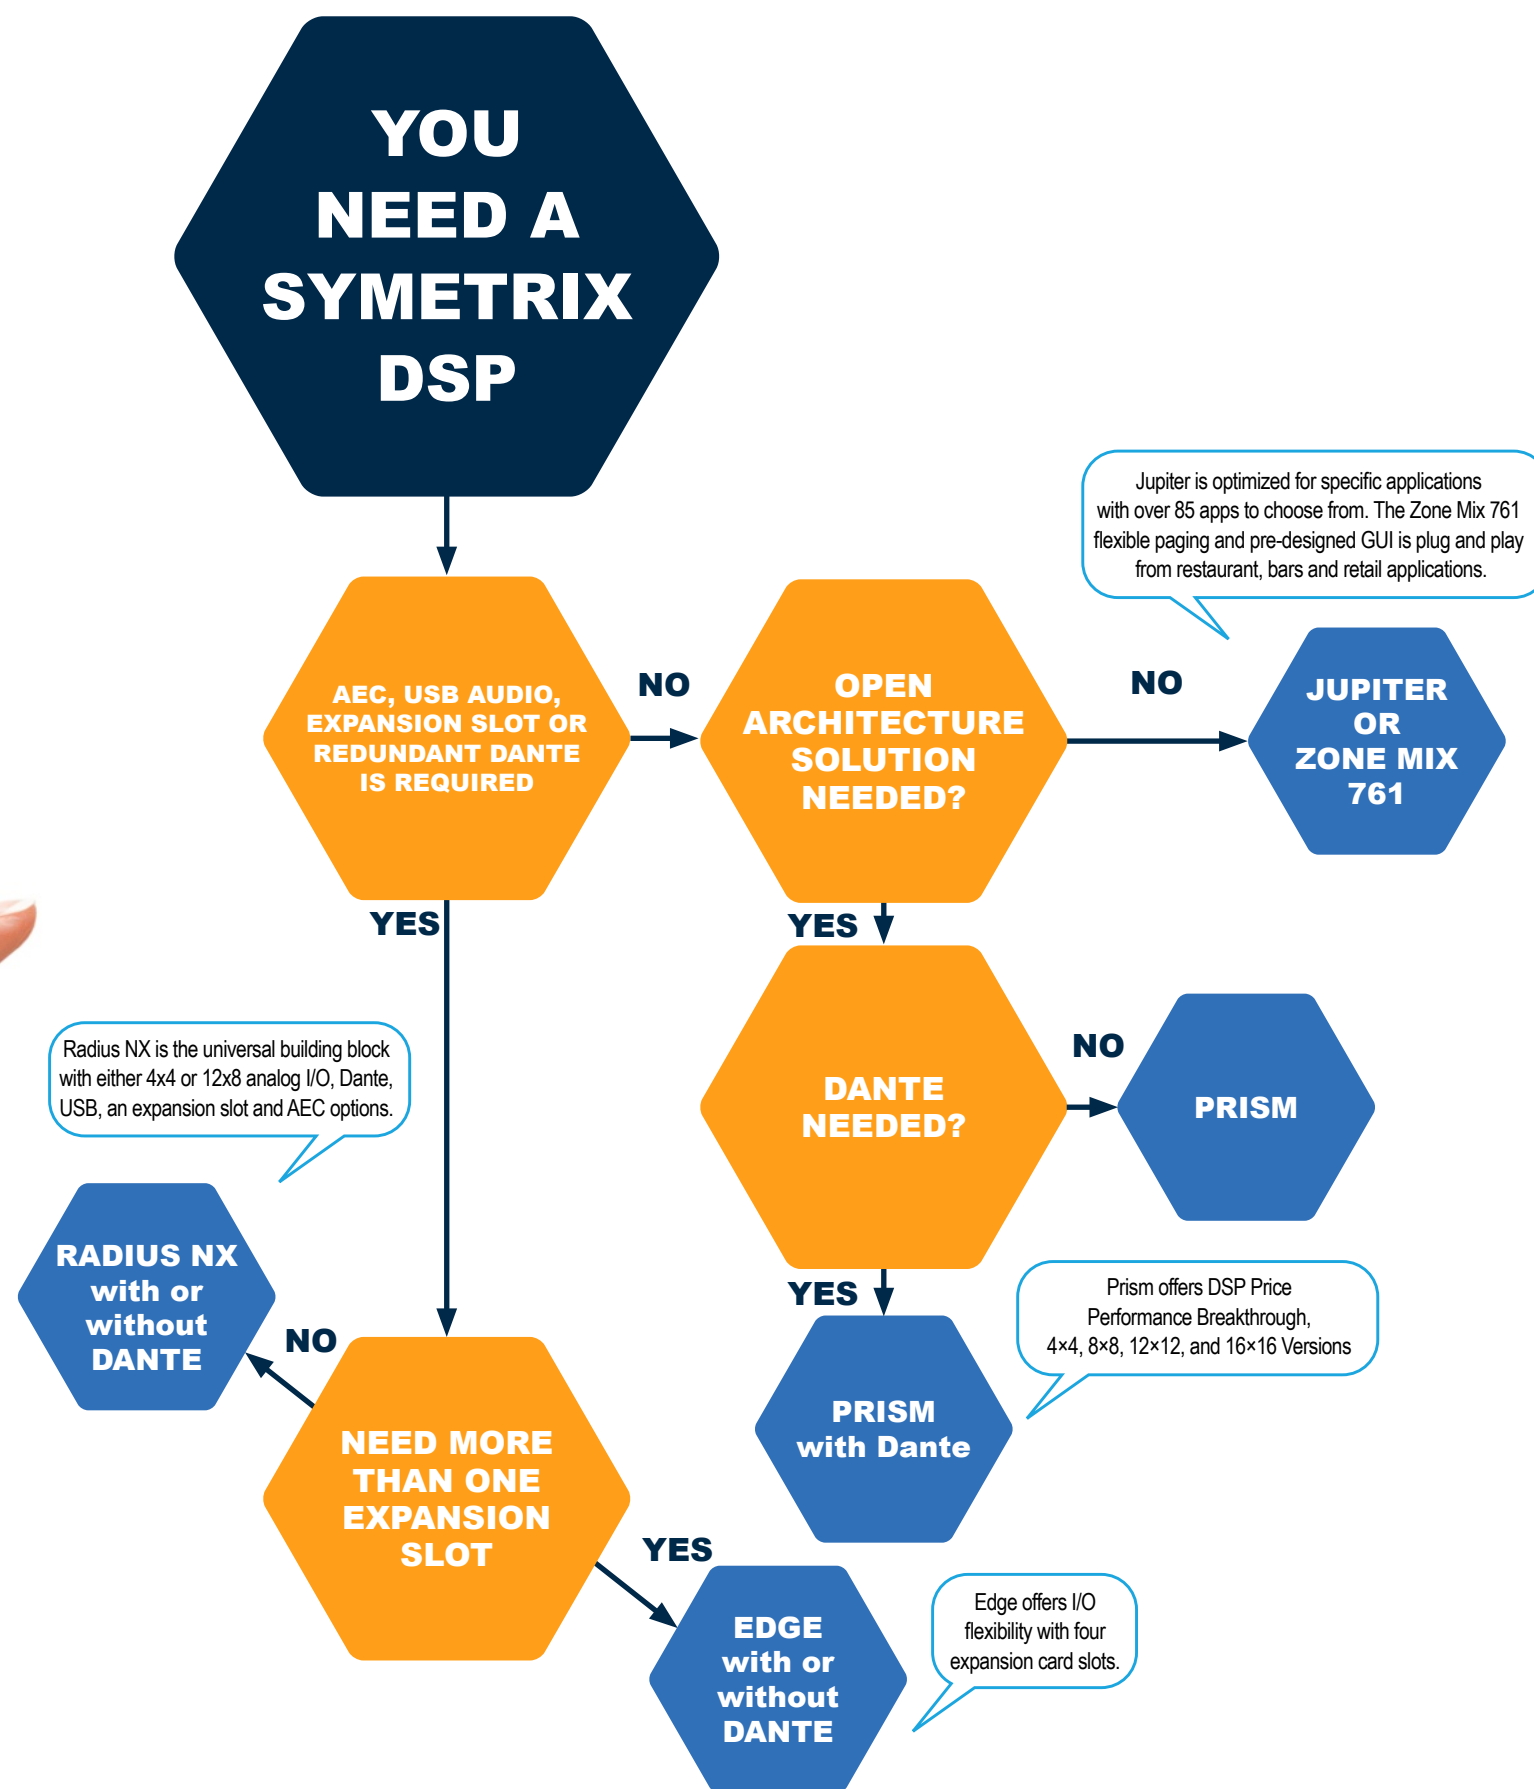 YOU
NEED A
SYMETRIX
DSP
Jupiter is optimized for specific applications
with over 85 apps to choose from. The Zone Mix 761
flexible paging and pre-designed GUI is plug and play
from restaurant, bars and retail applications.
AEC, USB AUDIO,
EXPANSION SLOT OR
REDUNDANT DANTE
IS REQUIRED
NO
OPEN
ARCHITECTURE
SOLUTION
NEEDED?
NO
JUPITER
OR
ZONE MIX
761
YES
YES
DANTE
NEEDED?
NO
PRISM
Radius NX is the universal building block
with either 4x4 or 12x8 analog I/O, Dante,
USB, an expansion slot and AEC options.
RADIUS NX
with or
without
DANTE
NO
YES
Prism offers DSP Price
Performance Breakthrough,
4×4, 8×8, 12×12, and 16×16 Versions
PRISM
with Dante
NEED MORE
THAN ONE
EXPANSION
SLOT
YES
EDGE
with or
without
DANTE
Edge offers I/O
flexibility with four
expansion card slots.